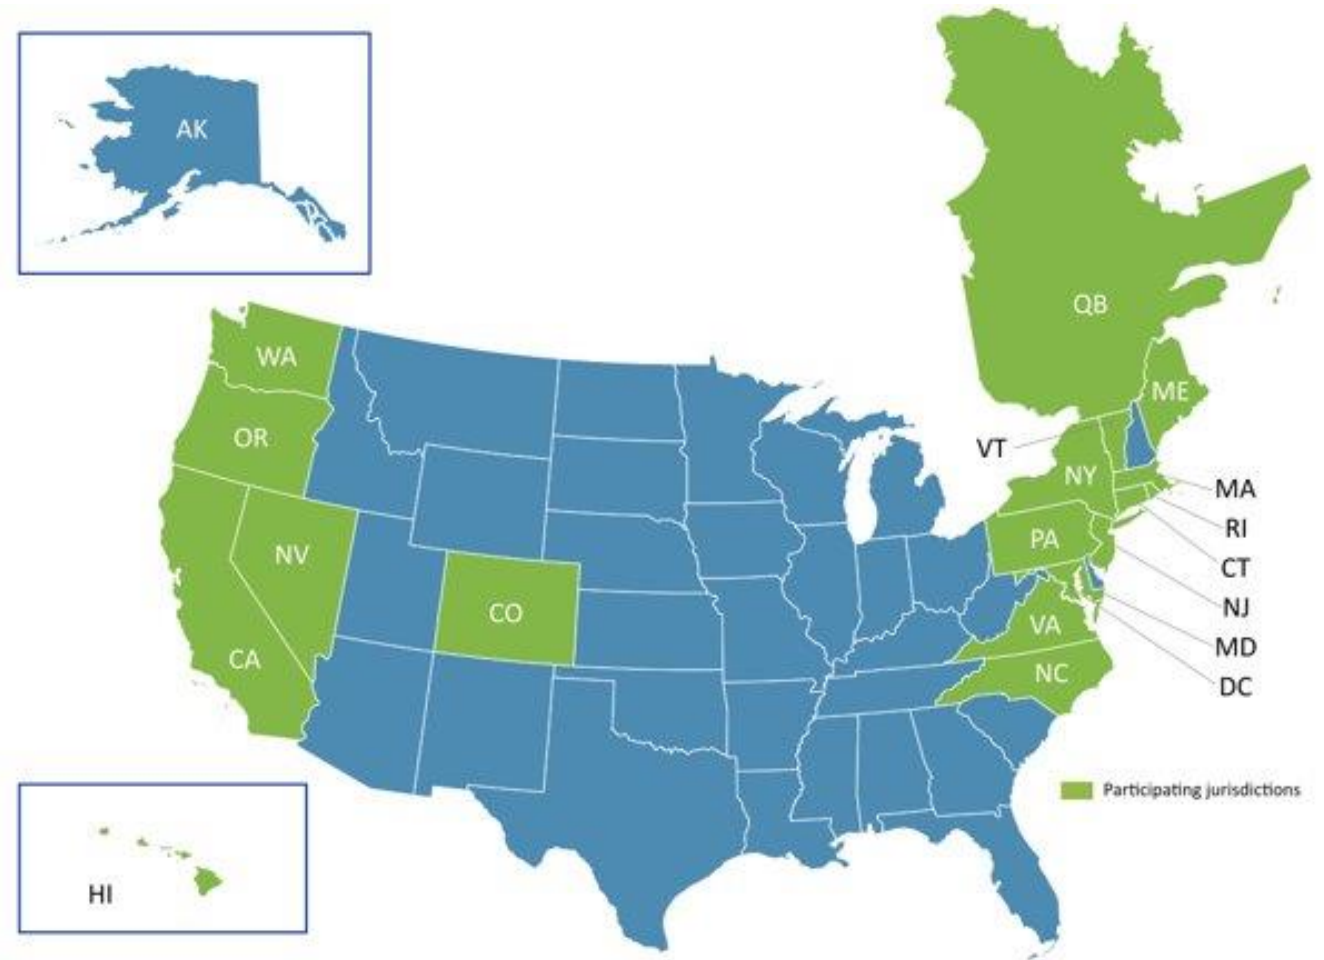 AK
QB
WA
ME
OR
VT
NY
MA
RI
PA
NV
CT
CO
NJ
VA
MD
CA
NC
DC
Participating jurisdictions
HI